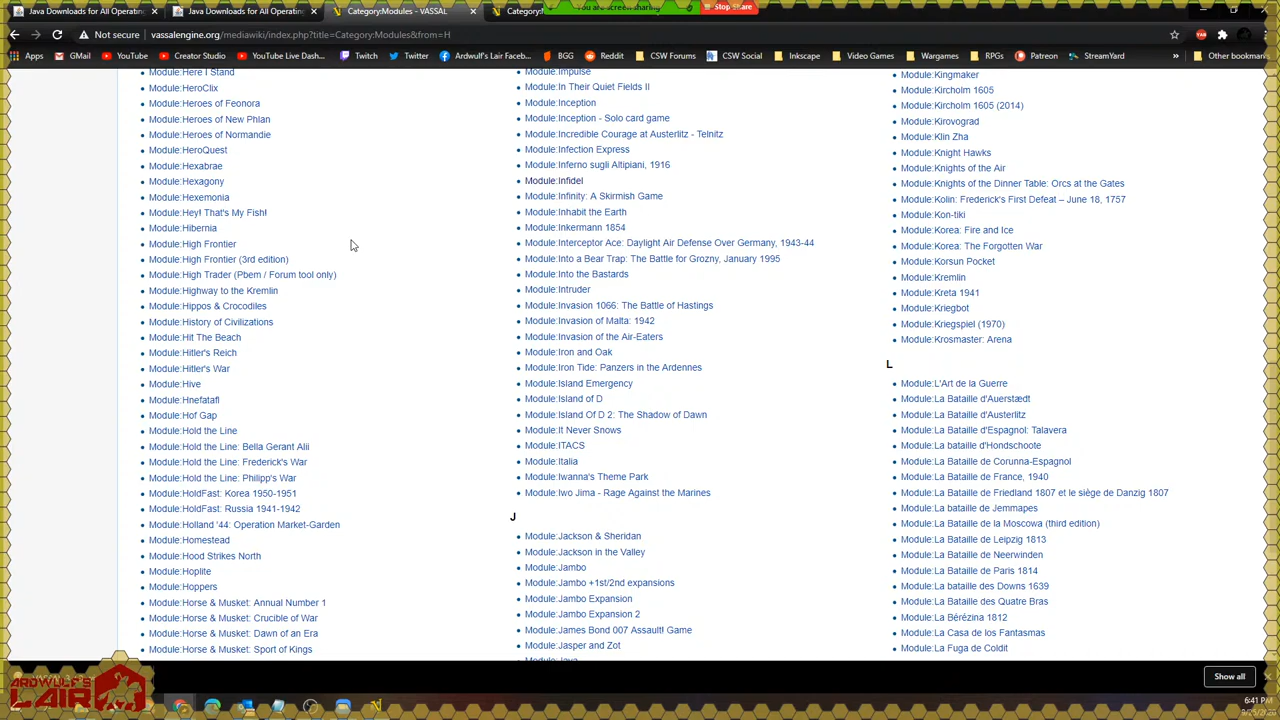 Java Downloads for All Operatin
Java Downloads for All Operatin
Category:Modules - VASSAL
Category:
You are screen sharing
Stop Share
Not secure
vassalengine.org/mediawiki/index.php?title=Category:Modules&from=H
Apps
GMail
YouTube
Creator Studio
YouTube Live Dash...
Twitch
Twitter
Ardwulf's Lair Faceb...
BGG
Reddit
CSW Forums
CSW Social
Inkscape
Video Games
Wargames
RPGs
Patreon
StreamYard
»
Other bookmarks
Module:Here I Stand
Module:HeroClix
Module:Heroes of Feonora
Module:Heroes of New Phlan
Module:Heroes of Normandie
Module:HeroQuest
Module:Hexabrae
Module:Hexagony
Module:Hexemonia
Module:Hey! That's My Fish!
Module:Hibernia
Module:High Frontier
Module:High Frontier (3rd edition)
Module:High Trader (Pbem / Forum tool only)
Module:Highway to the Kremlin
Module:Hippos & Crocodiles
Module:History of Civilizations
Module:Hit The Beach
Module:Hitler's Reich
Module:Hitler's War
Module:Hive
Module:Hnefatafl
Module:Hof Gap
Module:Hold the Line
Module:Hold the Line: Bella Gerant Alii
Module:Hold the Line: Frederick's War
Module:Hold the Line: Philipp's War
Module:HoldFast: Korea 1950-1951
Module:HoldFast: Russia 1941-1942
Module:Holland '44: Operation Market-Garden
Module:Homestead
Module:Hood Strikes North
Module:Hoplite
Module:Hoppers
Module:Horse & Musket: Annual Number 1
Module:Horse & Musket: Crucible of War
Module:Horse & Musket: Dawn of an Era
Module:Horse & Musket: Sport of Kings
Module:Impulse
Module:In Their Quiet Fields II
Module:Inception
Module:Inception - Solo card game
Module:Incredible Courage at Austerlitz - Telnitz
Module:Infection Express
Module:Inferno sugli Altipiani, 1916
Module:Infidel
Module:Infinity: A Skirmish Game
Module:Inhabit the Earth
Module:Inkermann 1854
Module:Interceptor Ace: Daylight Air Defense Over Germany, 1943-44
Module:Into a Bear Trap: The Battle for Grozny, January 1995
Module:Into the Bastards
Module:Intruder
Module:Invasion 1066: The Battle of Hastings
Module:Invasion of Malta: 1942
Module:Invasion of the Air-Eaters
Module:Iron and Oak
Module:Iron Tide: Panzers in the Ardennes
Module:Island Emergency
Module:Island of D
Module:Island Of D 2: The Shadow of Dawn
Module:It Never Snows
Module:ITACS
Module:Italia
Module:Iwanna's Theme Park
Module:Iwo Jima - Rage Against the Marines
J
Module:Jackson & Sheridan
Module:Jackson in the Valley
Module:Jambo
Module:Jambo +1st/2nd expansions
Module:Jambo Expansion
Module:Jambo Expansion 2
Module:James Bond 007 Assault! Game
Module:Jasper and Zot
Module:Java
Module:Kingmaker
Module:Kircholm 1605
Module:Kircholm 1605 (2014)
Module:Kirovograd
Module:Klin Zha
Module:Knight Hawks
Module:Knights of the Air
Module:Knights of the Dinner Table: Orcs at the Gates
Module:Kolin: Frederick's First Defeat – June 18, 1757
Module:Kon-tiki
Module:Korea: Fire and Ice
Module:Korea: The Forgotten War
Module:Korsun Pocket
Module:Kremlin
Module:Kreta 1941
Module:Kriegbot
Module:Kriegspiel (1970)
Module:Krosmaster: Arena
L
Module:L'Art de la Guerre
Module:La Bataille d'Auerstædt
Module:La Bataille d'Austerlitz
Module:La Bataille d'Espagnol: Talavera
Module:La bataille d'Hondschoote
Module:La Bataille de Corunna-Espagnol
Module:La Bataille de France, 1940
Module:La Bataille de Friedland 1807 et le siège de Danzig 1807
Module:La bataille de Jemmapes
Module:La Bataille de la Moscowa (third edition)
Module:La Bataille de Leipzig 1813
Module:La Bataille de Neerwinden
Module:La Bataille de Paris 1814
Module:La bataille des Downs 1639
Module:La Bataille des Quatre Bras
Module:La Bérézina 1812
Module:La Casa de los Fantasmas
Module:La Fuga de Coldit
Show all
ARDWULF'S
LAIR
6:41 PM